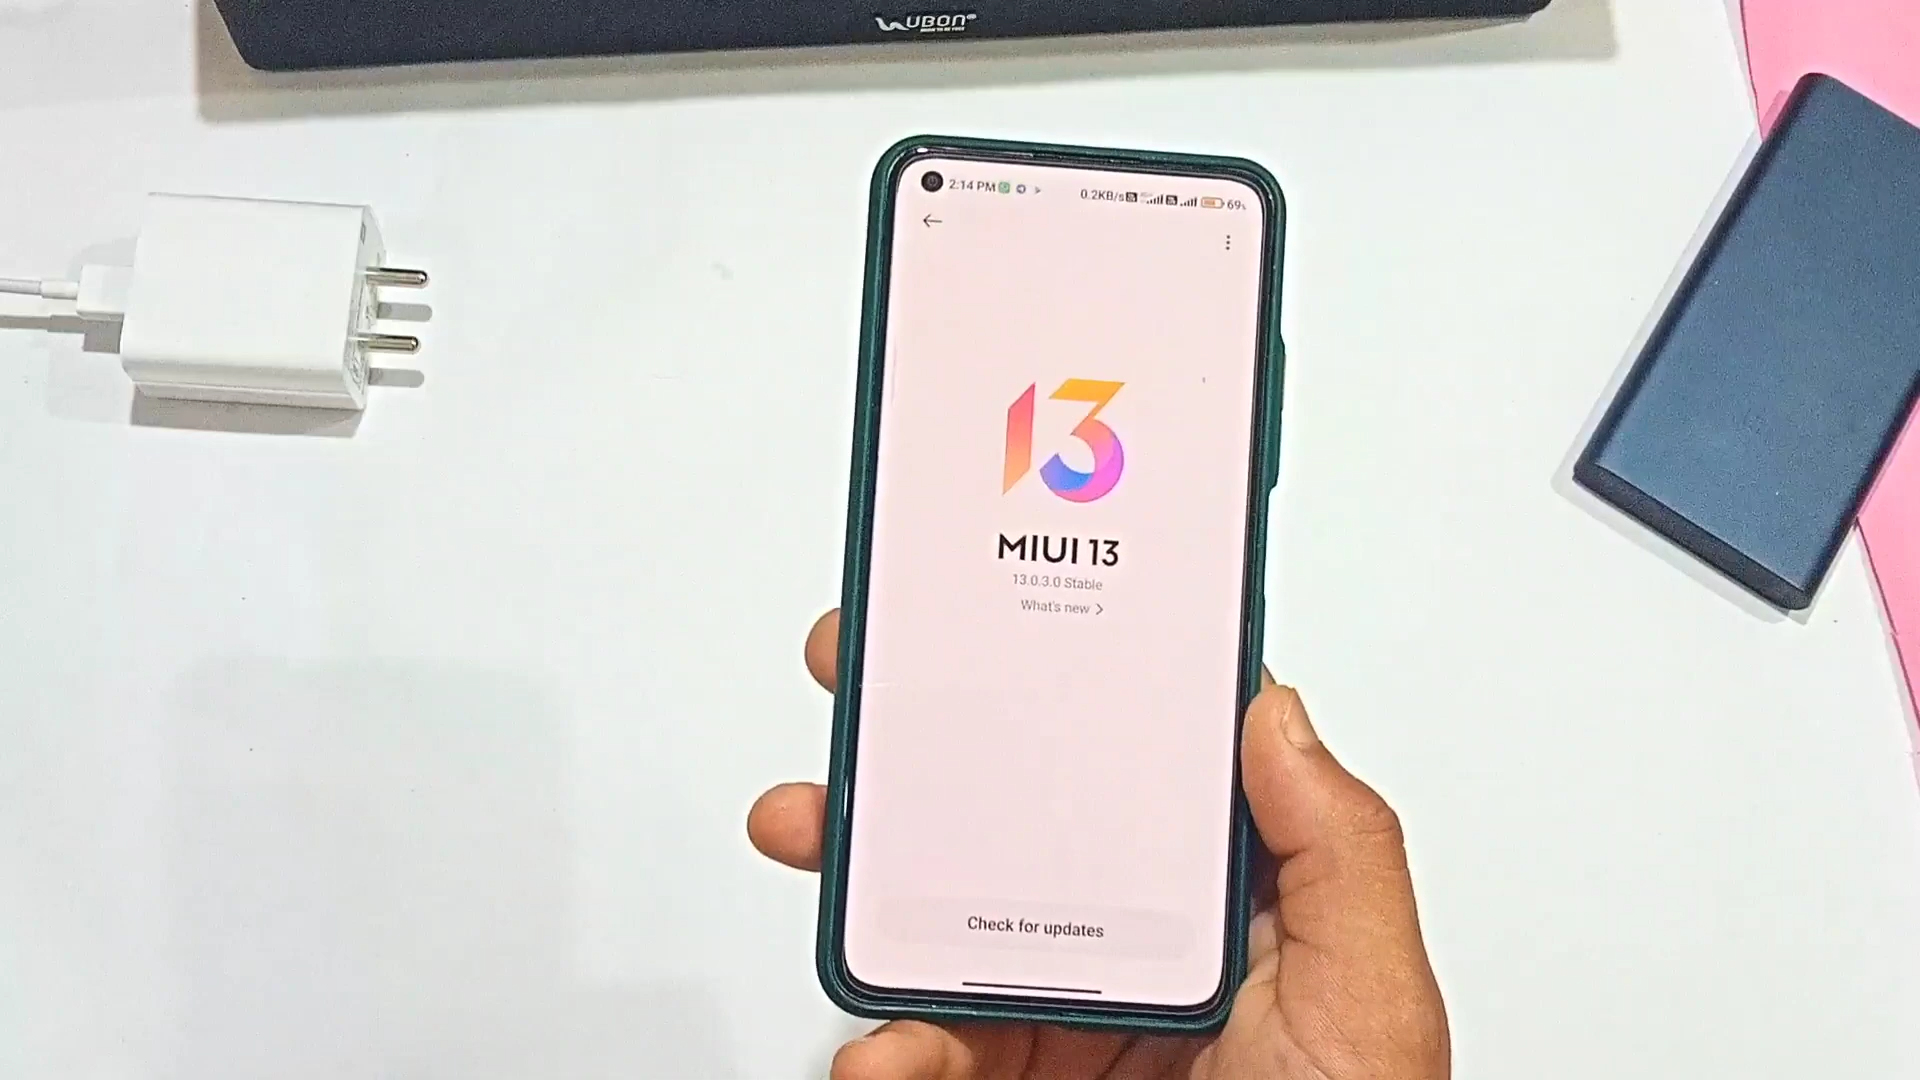 UBON
2:14 PM
0.2KB/s
69
13
MIUI 13
13.0.3.0 Stable
What's new
Check for updates